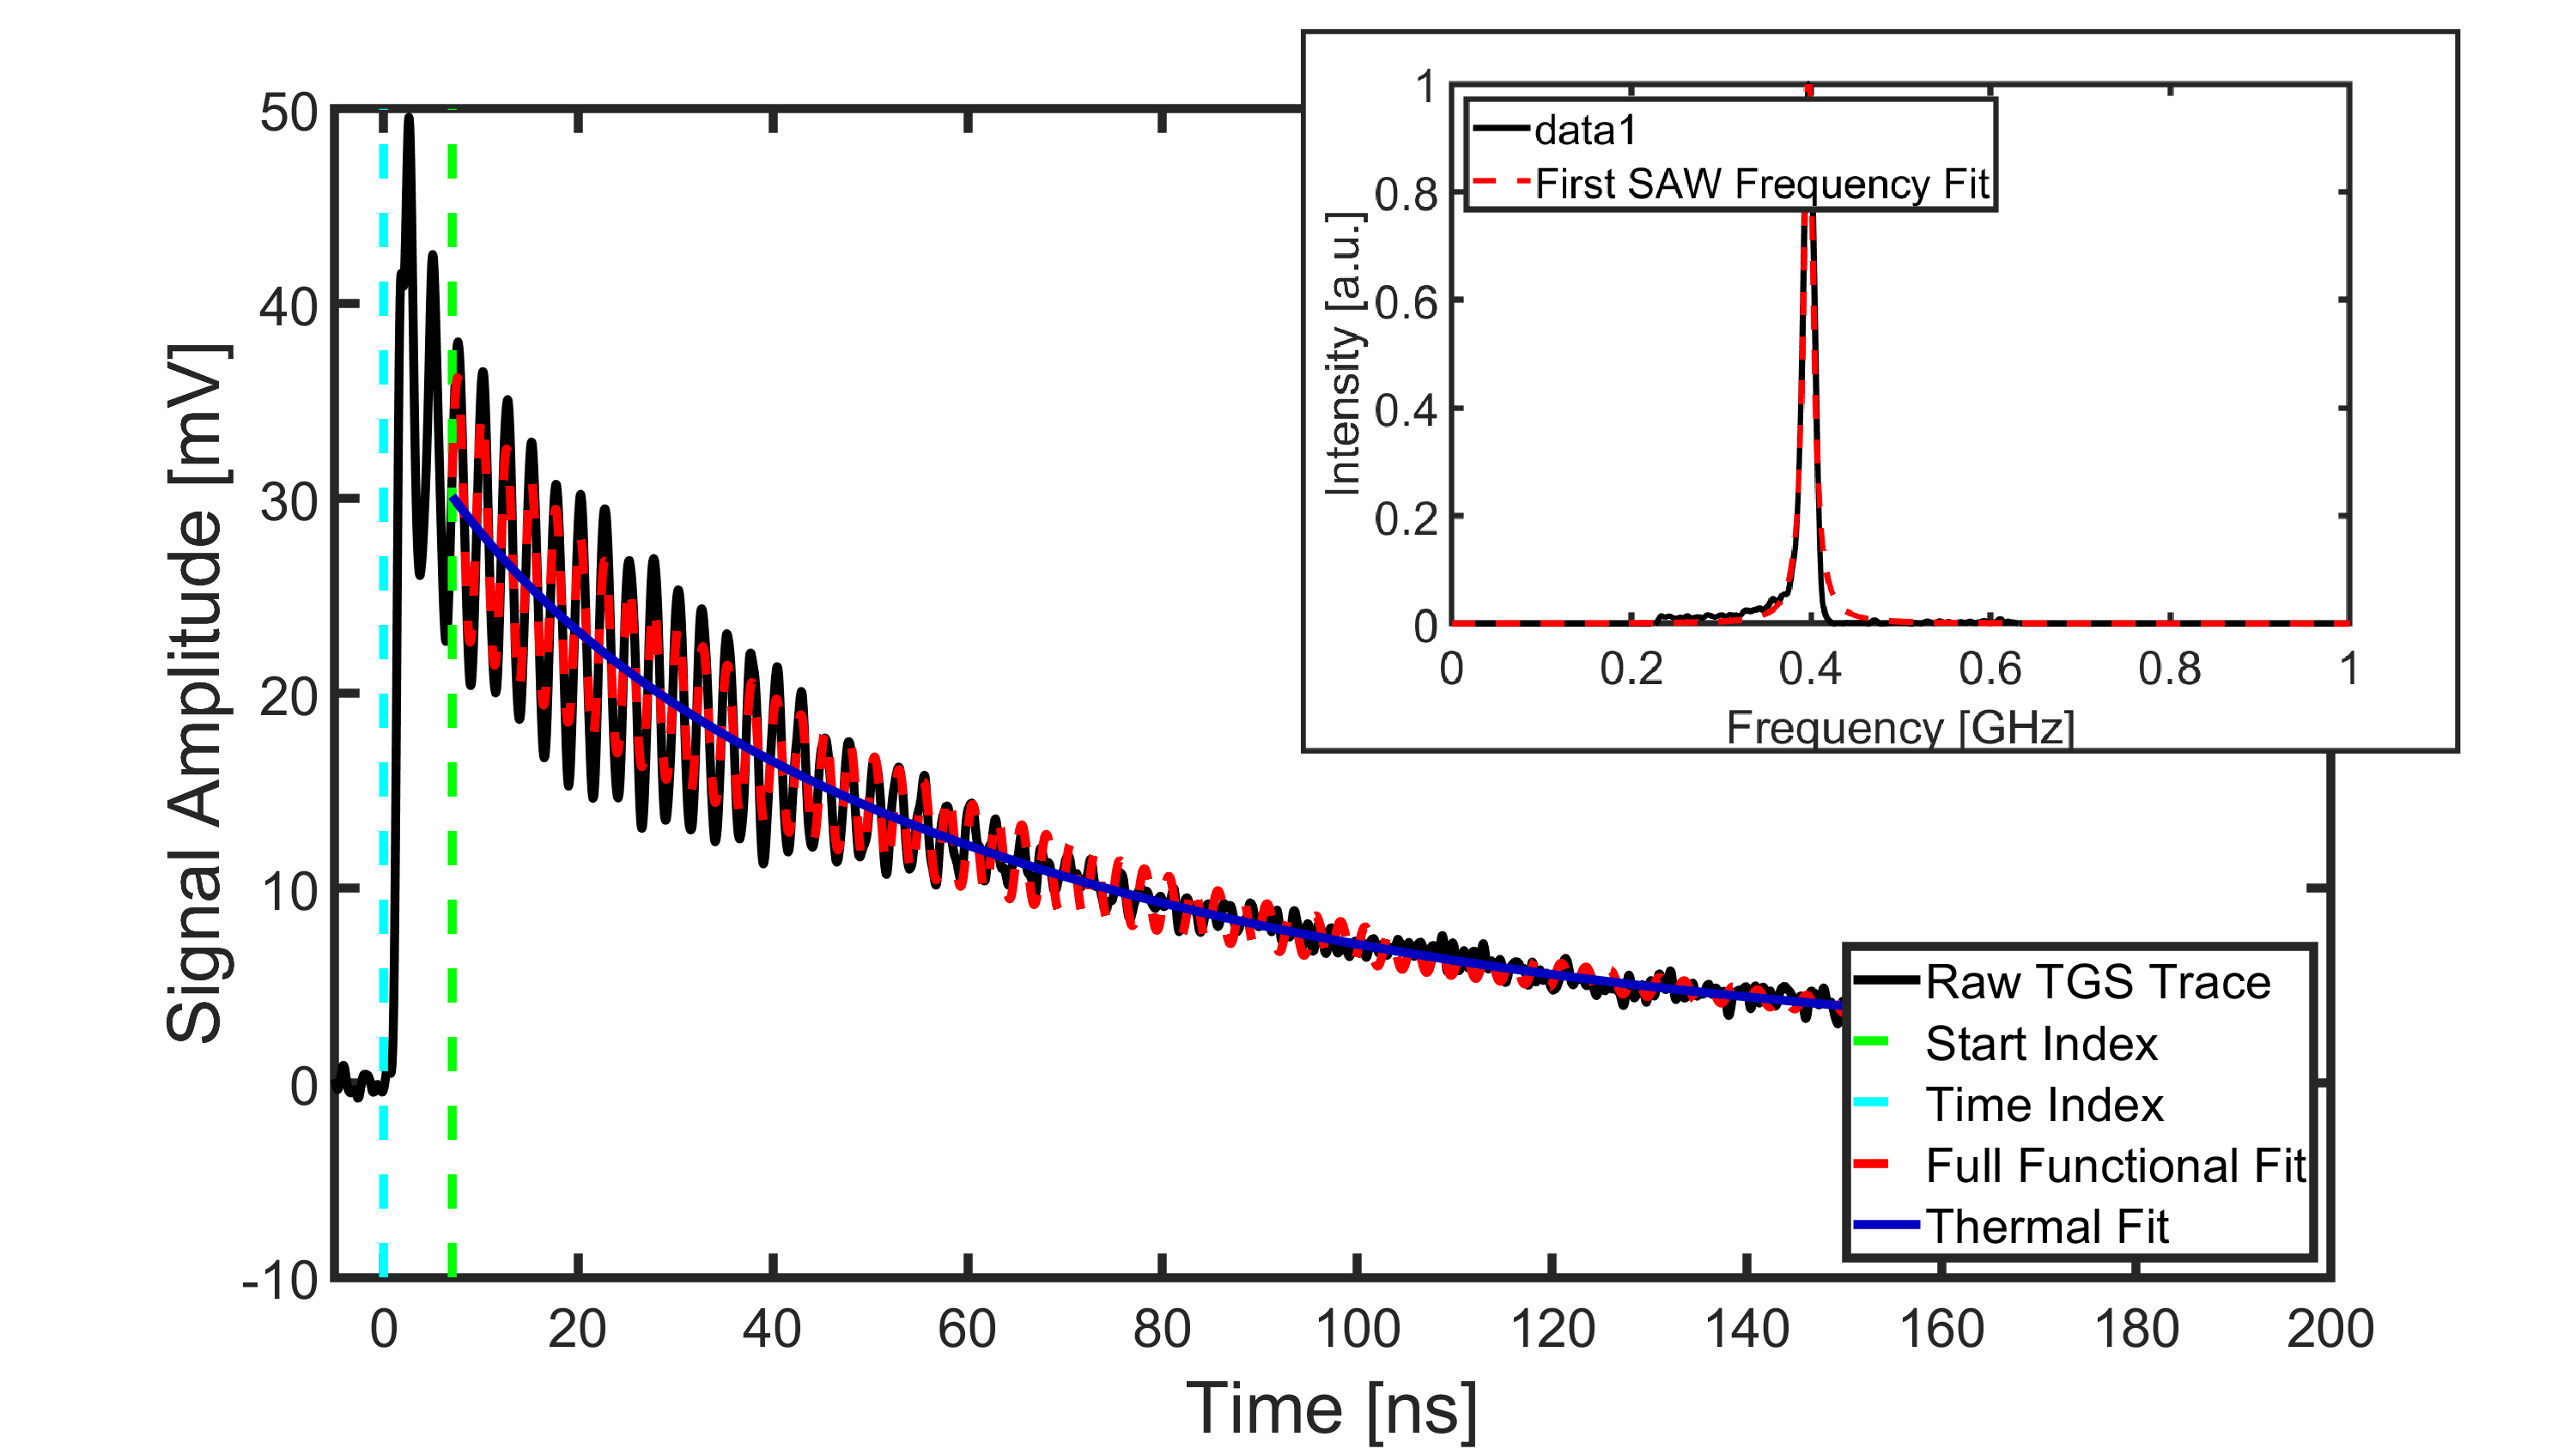 50
40
30
20
10
0
-10
Signal Amplitude [mV]
0 20 40 60 80 100 120 140 160 180 200
Time [ns]
1
0.8
0.6
0.4
0.2
0
Intensity [a.u.]
data1
First SAW Frequency Fit
0 0.2 0.4 0.6 0.8 1
Frequency [GHz]
Raw TGS Trace
Start Index
Time Index
Full Functional Fit
Thermal Fit